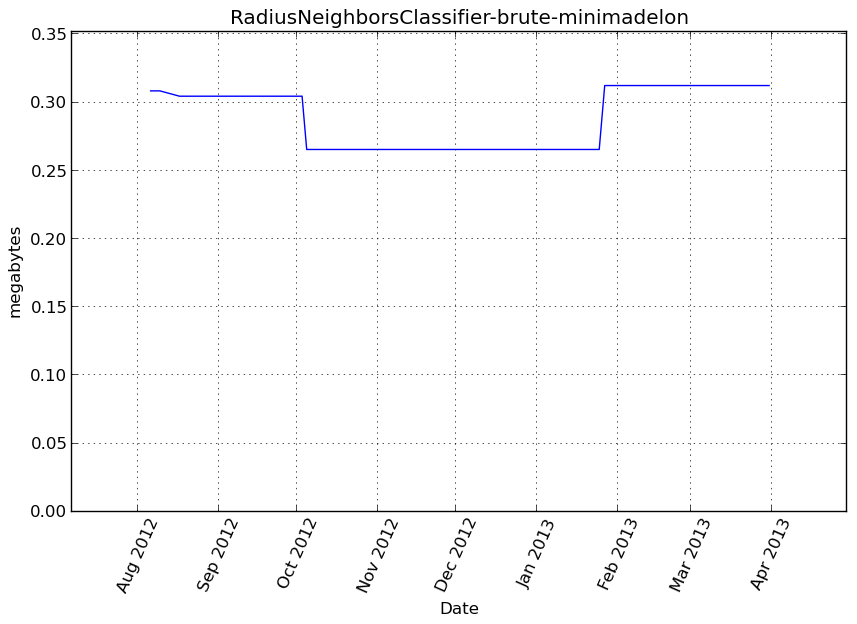 RadiusNeighborsClassifier-brute-minimadelon
0.35
0.30
0.25
0.20
0.15
0.10
0.05
0.00
megabytes
Aug 2012
Sep 2012
Oct 2012
Nov 2012
Dec 2012
Jan 2013
Feb 2013
Mar 2013
Apr 2013
Date